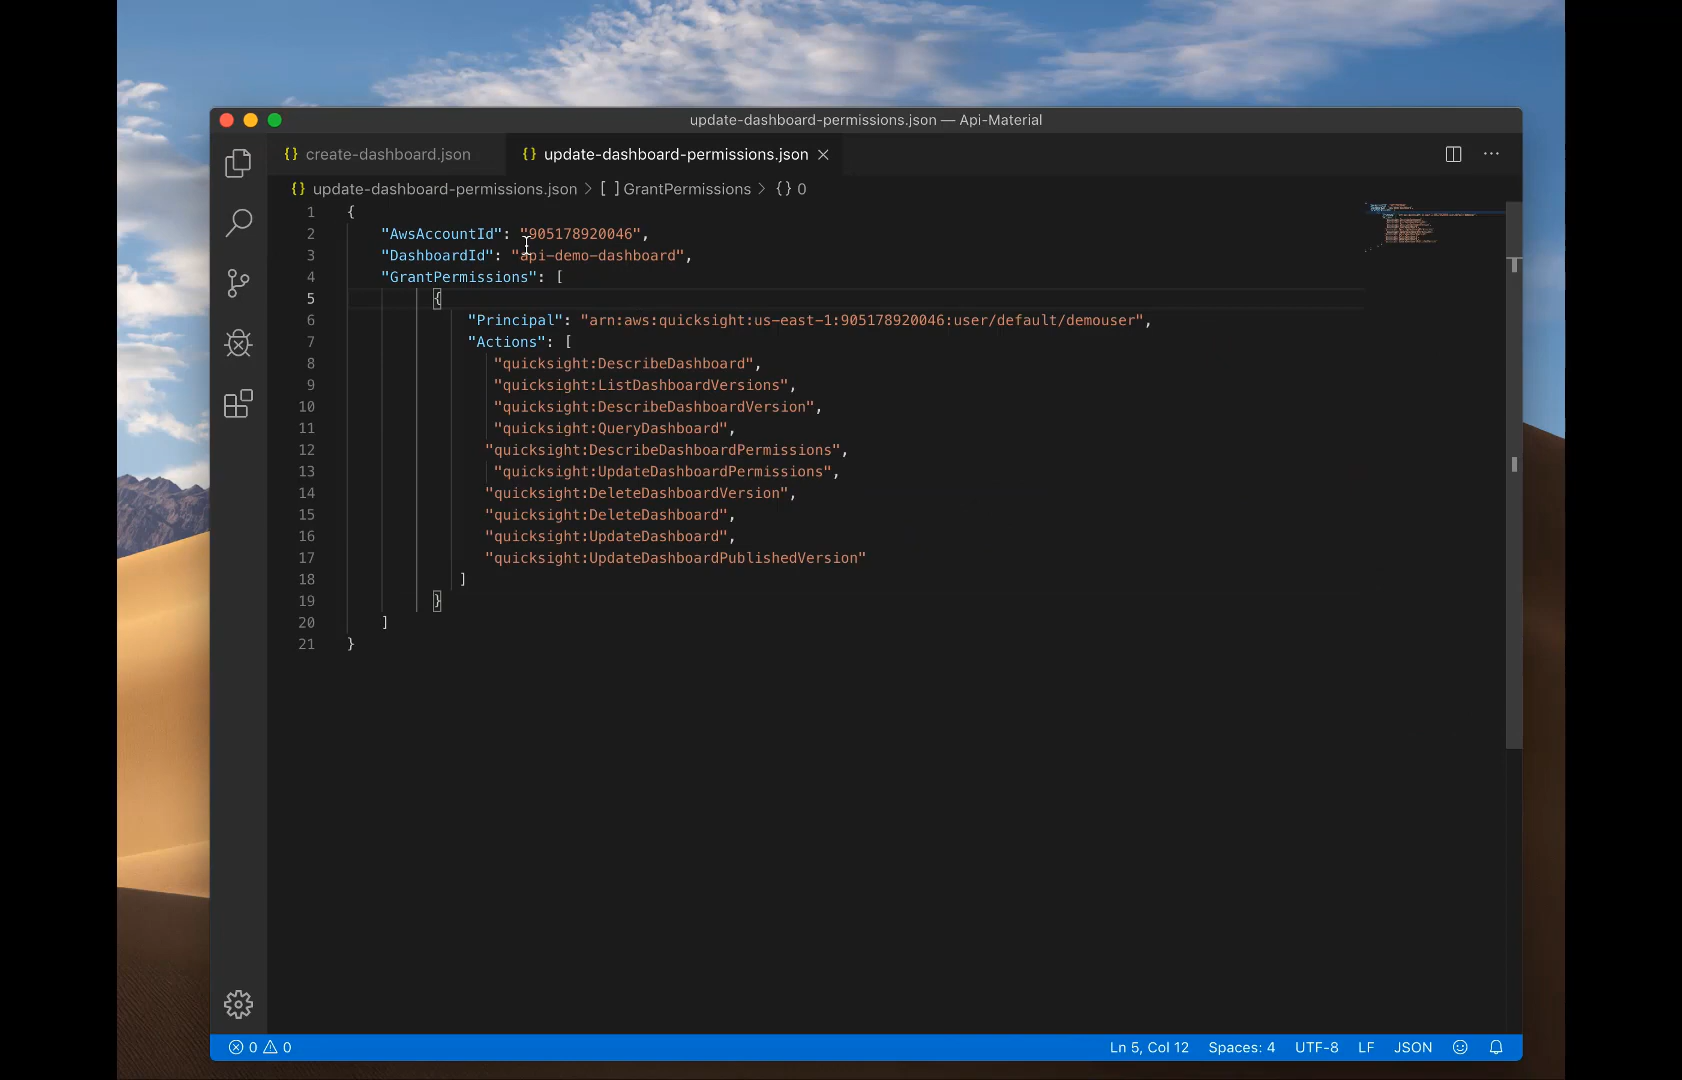 update-dashboard-permissions.json — Api-Material
{} create-dashboard.json
{} update-dashboard-permissions.json ×
{} update-dashboard-permissions.json > [ ] GrantPermissions > {} 0
1 {
2 "AwsAccountId": "905178920046",
3 "DashboardId": "api-demo-dashboard",
4 "GrantPermissions": [
5 {
6 "Principal": "arn:aws:quicksight:us-east-1:905178920046:user/default/demouser",
7 "Actions": [
8 "quicksight:DescribeDashboard",
9 "quicksight:ListDashboardVersions",
10 "quicksight:DescribeDashboardVersion",
11 "quicksight:QueryDashboard",
12 "quicksight:DescribeDashboardPermissions",
13 "quicksight:UpdateDashboardPermissions",
14 "quicksight:DeleteDashboardVersion",
15 "quicksight:DeleteDashboard",
16 "quicksight:UpdateDashboard",
17 "quicksight:UpdateDashboardPublishedVersion"
18 ]
19 }
20 ]
21 }
0 0 Ln 5, Col 12 Spaces: 4 UTF-8 LF JSON